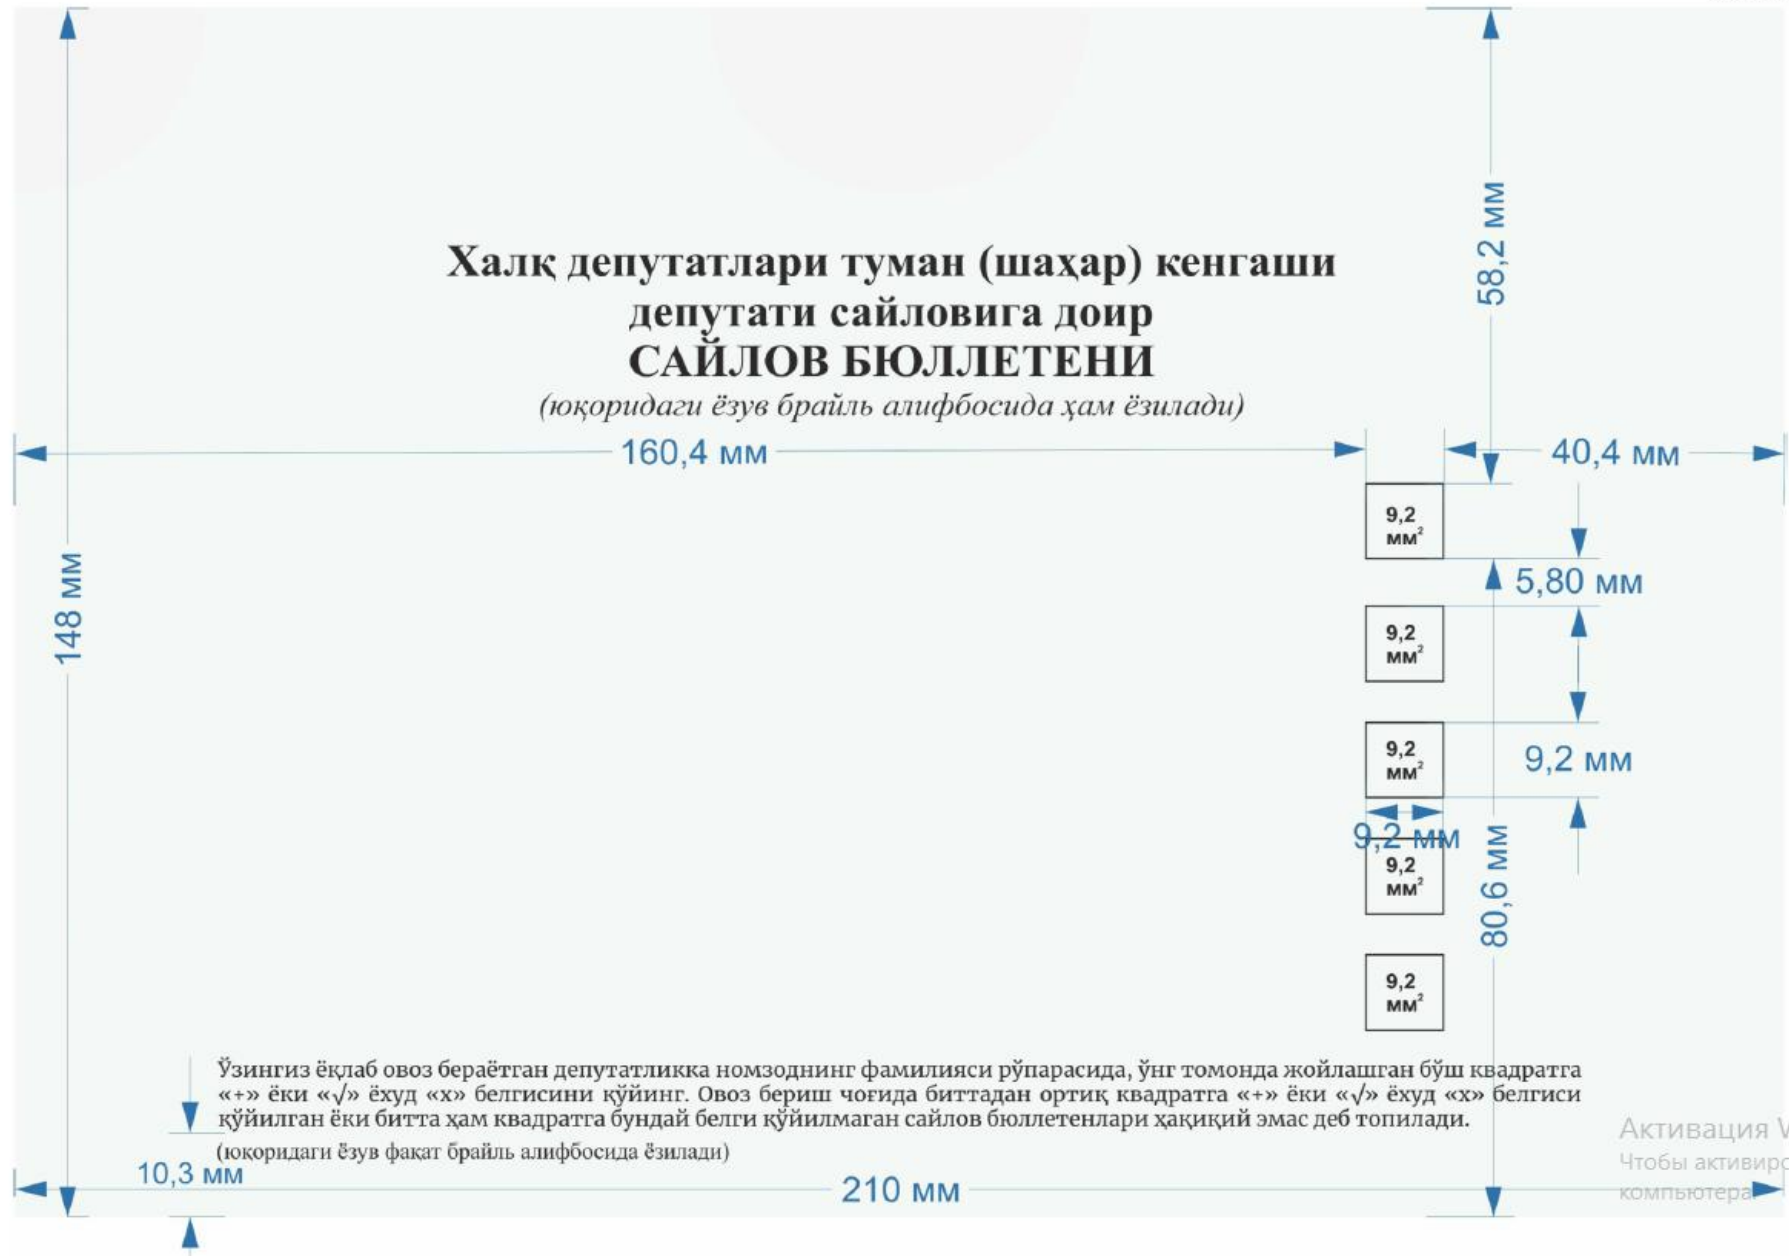 58,2 мм
Халқ депутатлари туман (шаҳар) кенгаши
депутати сайловига доир
САЙЛОВ БЮЛЛЕТЕНИ
(юқоридаги ёзув брайль алифбосида ҳам ёзилади)
160,4 мм
40,4 мм
9,2
мм²
148 мм
5,80 мм
9,2
мм²
9,2
мм²
9,2 мм
9,2 мм
9,2
мм²
80,6 мм
9,2
мм²
Ўзингиз ёқлаб овоз бераётган депутатликка номзоднинг фамилияси рўпарасида, ўнг томонда жойлашган бўш квадратга
«+» ёки «√» ёхуд «х» белгисини қўйинг. Овоз бериш чоғида биттадан ортиқ квадратга «+» ёки «√» ёхуд «х» белгиси
қўйилган ёки битта ҳам квадратга бундай белги қўйилмаган сайлов бюллетенлари ҳақиқий эмас деб топилади.
(юқоридаги ёзув фақат брайль алифбосида ёзилади)
10,3 мм
210 мм
Активация
Чтобы
компьютера